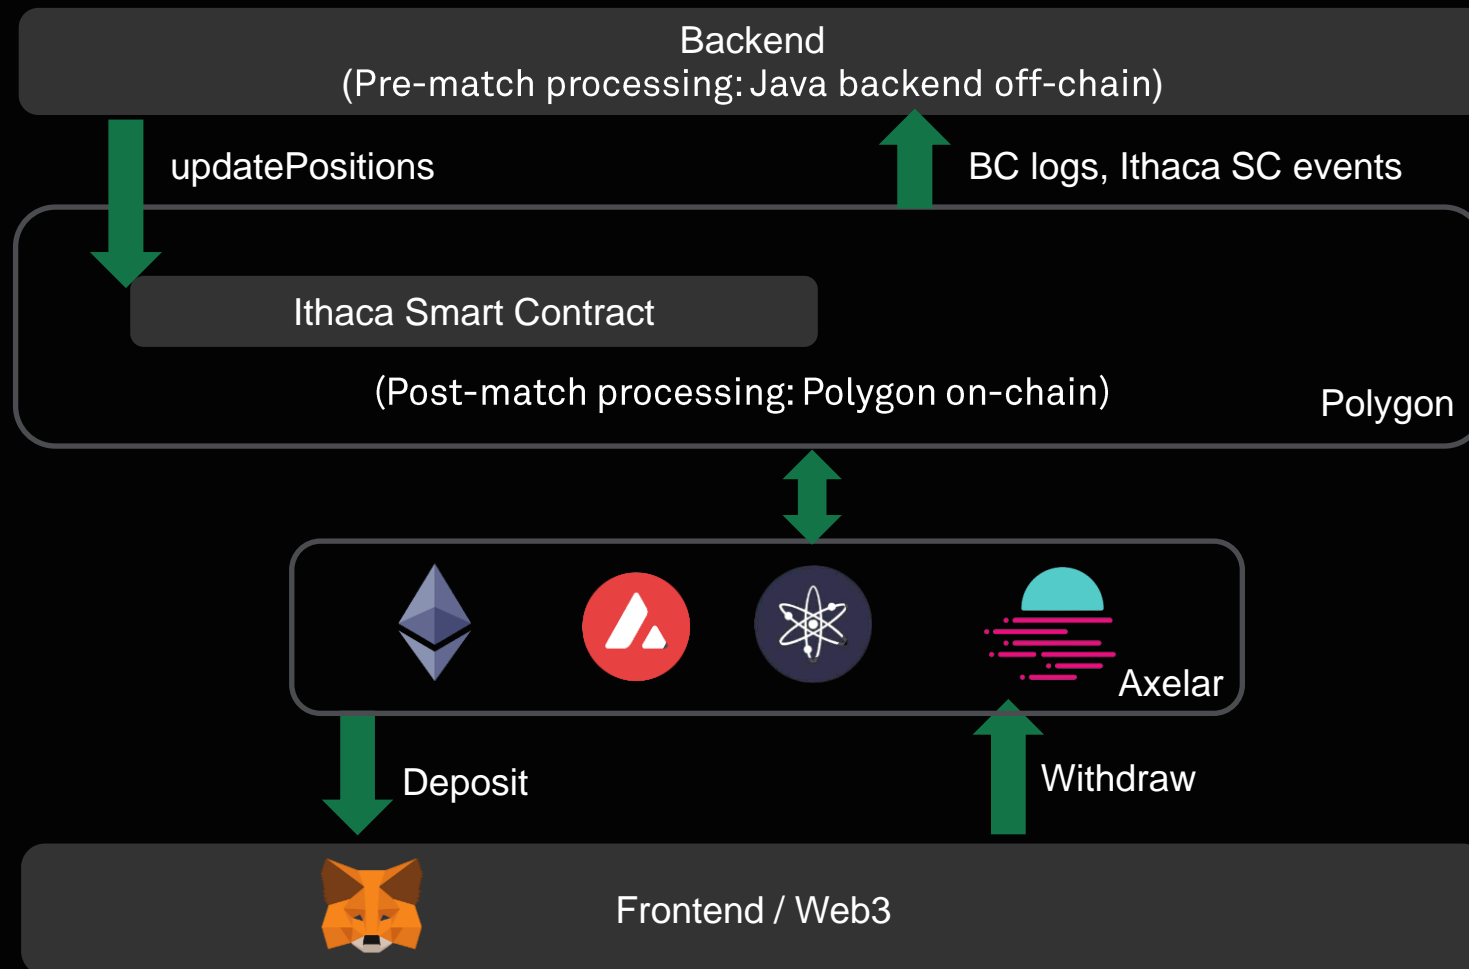 Backend
(Pre-match processing: Java backend off-chain)
updatePositions
BC logs, Ithaca SC events
Ithaca Smart Contract
(Post-match processing: Polygon on-chain)
Polygon
Axelar
Deposit
Withdraw
Frontend / Web3